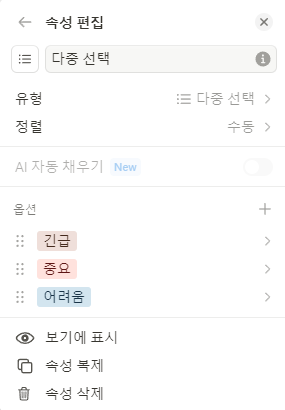 속성 편집
다중 선택
유형 다중 선택
정렬 수동
AI 자동 채우기 New
옵션
긴급
중요
어려움
보기에 표시
속성 복제
속성 삭제